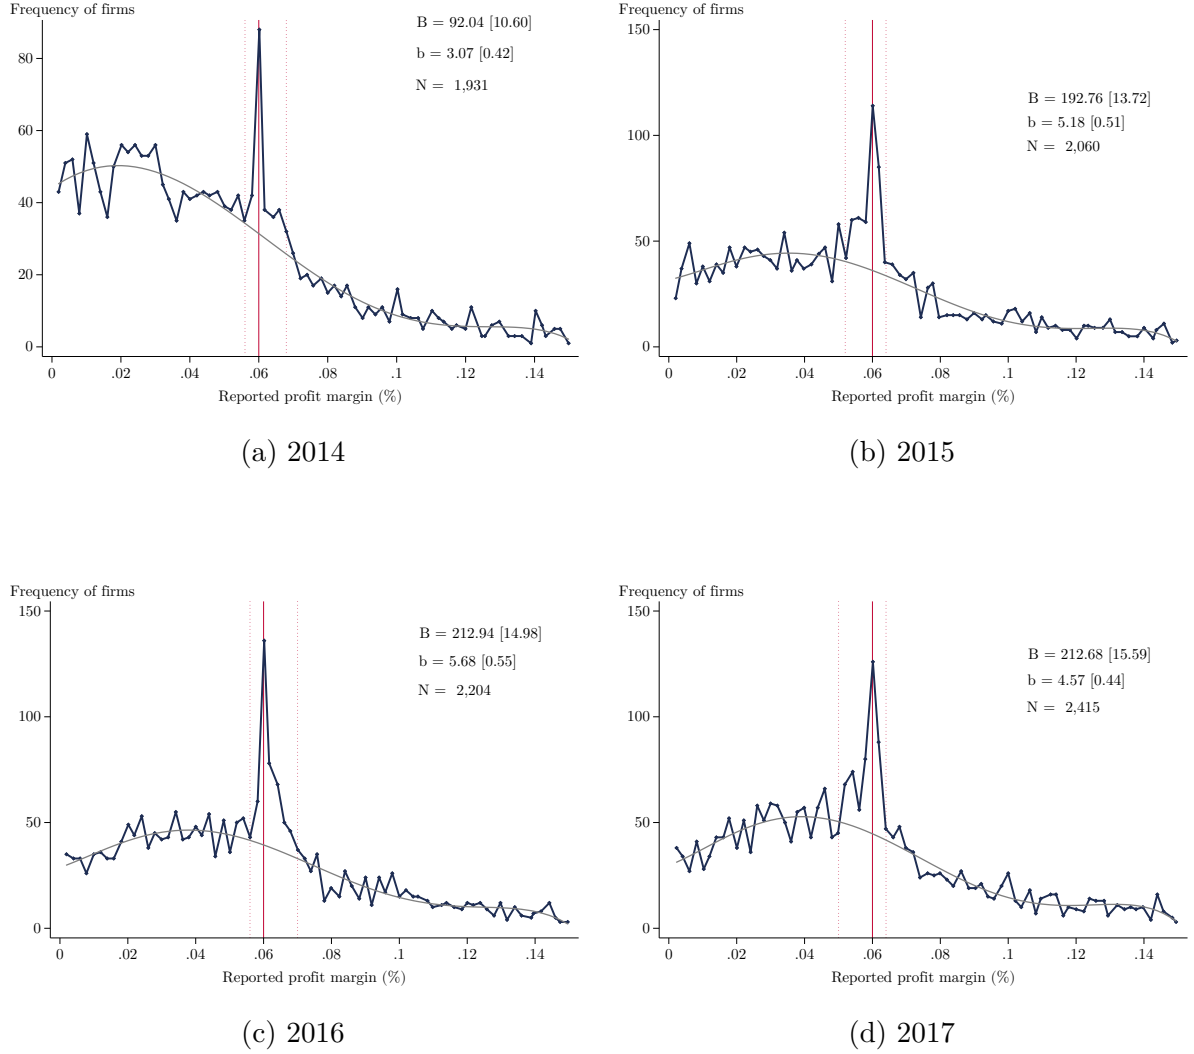 Frequency of firms
B = 92.04 [10.60]
b = 3.07 [0.42]
N = 1,931
80
60
40
20
0
0 .02 .04 .06 .08 .1 .12 .14
Reported profit margin (%)
(a) 2014
Frequency of firms
150
B = 192.76 [13.72]
b = 5.18 [0.51]
N = 2,060
100
50
0
0 .02 .04 .06 .08 .1 .12 .14
Reported profit margin (%)
(b) 2015
Frequency of firms
150
B = 212.94 [14.98]
b = 5.68 [0.55]
N = 2,204
100
50
0
0 .02 .04 .06 .08 .1 .12 .14
Reported profit margin (%)
(c) 2016
Frequency of firms
150
B = 212.68 [15.59]
b = 4.57 [0.44]
N = 2,415
100
50
0
0 .02 .04 .06 .08 .1 .12 .14
Reported profit margin (%)
(d) 2017